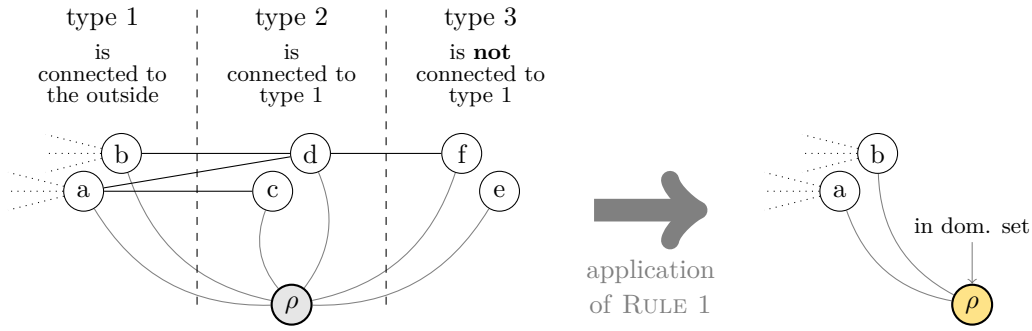 type 1
is
connected to
the outside
type 2
is
connected to
type 1
type 3
is not
connected to
type 1
b
d
f
a
c
e
ρ
application
of RULE 1
b
a
in dom. set
ρ